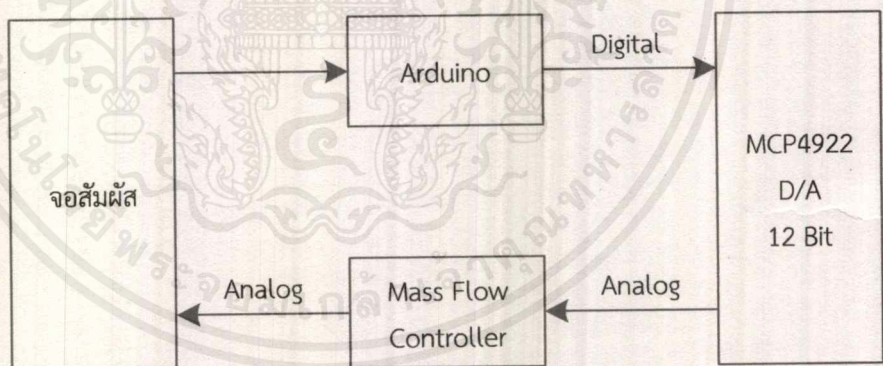 จอสัมผัส
Arduino
Digital
MCP4922
D/A
12 Bit
Analog
Mass Flow
Controller
Analog